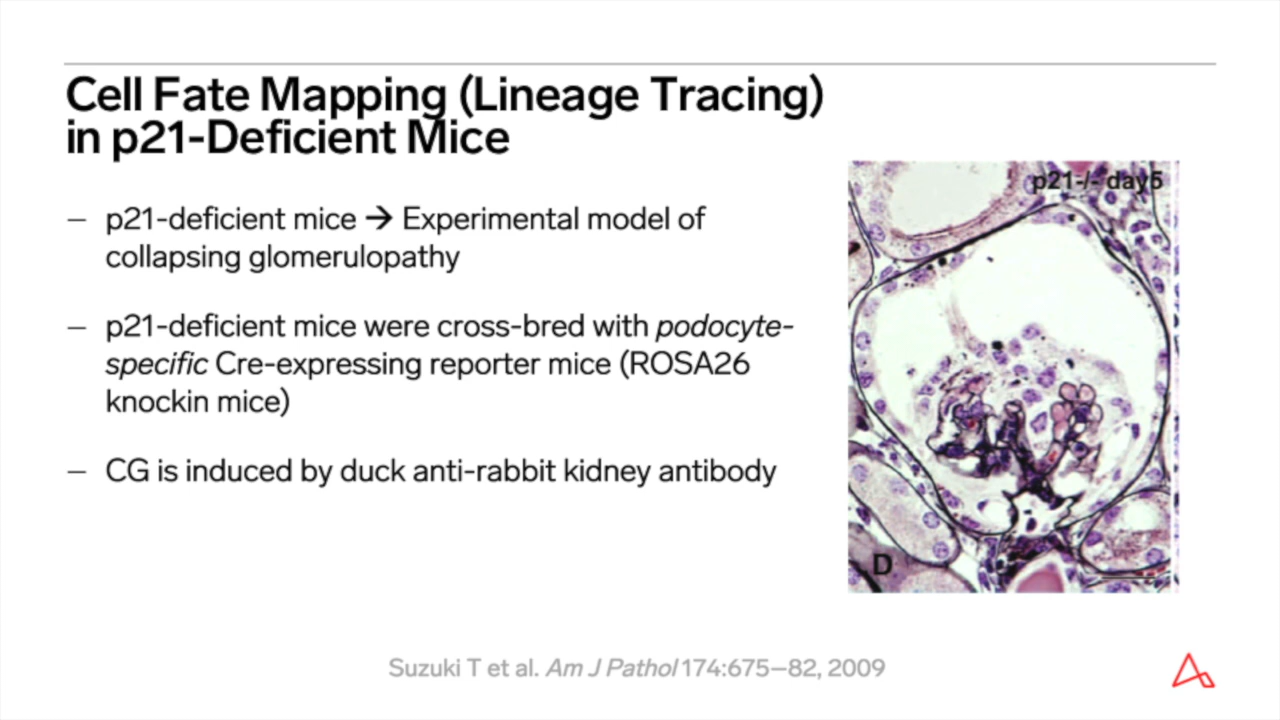 Cell Fate Mapping (Lineage Tracing)
in p21-Deficient Mice
p21-/- day5
– p21-deficient mice → Experimental model of
collapsing glomerulopathy
– p21-deficient mice were cross-bred with podocyte-
specific Cre-expressing reporter mice (ROSA26
knockin mice)
– CG is induced by duck anti-rabbit kidney antibody
D
Suzuki T et al. Am J Pathol 174:675–82, 2009